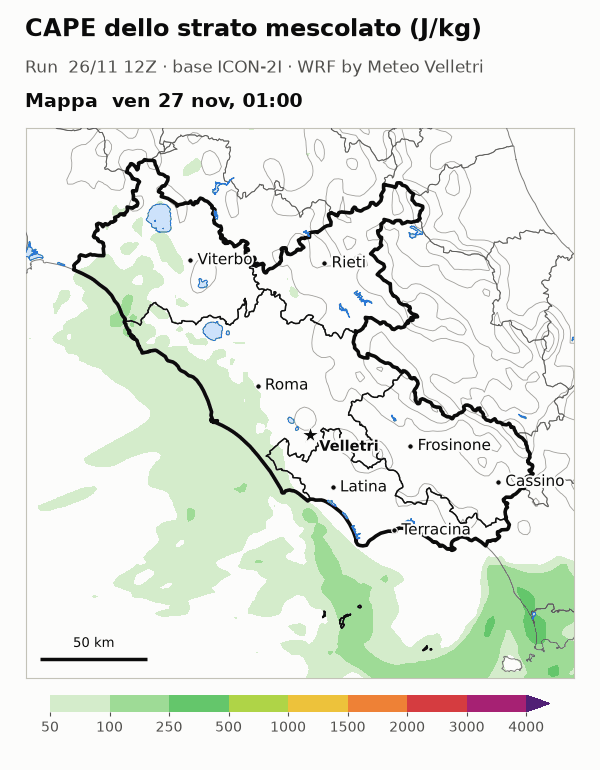 CAPE dello strato mescolato (J/kg)
Run  26/11 12Z · base ICON-2I · WRF by Meteo Velletri
Mappa  ven 27 nov, 01:00
Viterbo
Rieti
Roma
Velletri
Frosinone
Latina
Cassino
Terracina
50 km
50 100 250 500 1000 1500 2000 3000 4000